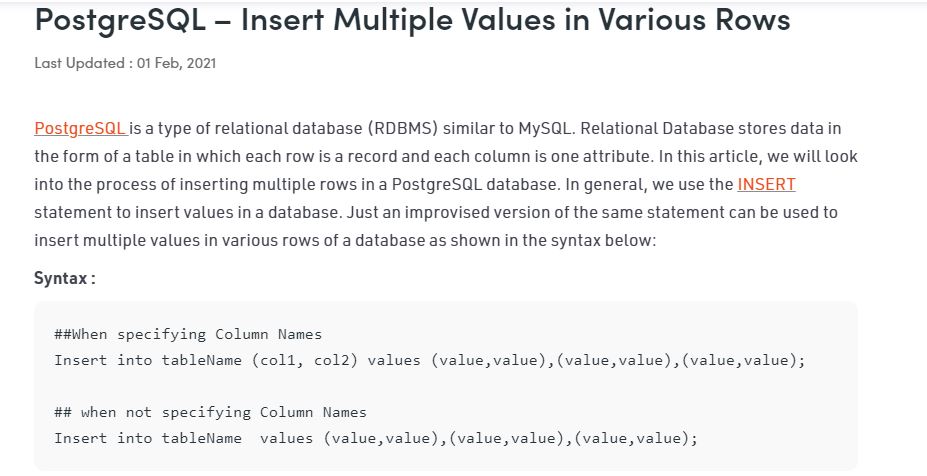 PostgreSQL – Insert Multiple Values in Various Rows
Last Updated : 01 Feb, 2021
PostgreSQL is a type of relational database (RDBMS) similar to MySQL. Relational Database stores data in
the form of a table in which each row is a record and each column is one attribute. In this article, we will look
into the process of inserting multiple rows in a PostgreSQL database. In general, we use the INSERT
statement to insert values in a database. Just an improvised version of the same statement can be used to
insert multiple values in various rows of a database as shown in the syntax below:
Syntax :
##When specifying Column Names
Insert into tableName (col1, col2) values (value,value),(value,value),(value,value);
## when not specifying Column Names
Insert into tableName  values (value,value),(value,value),(value,value);